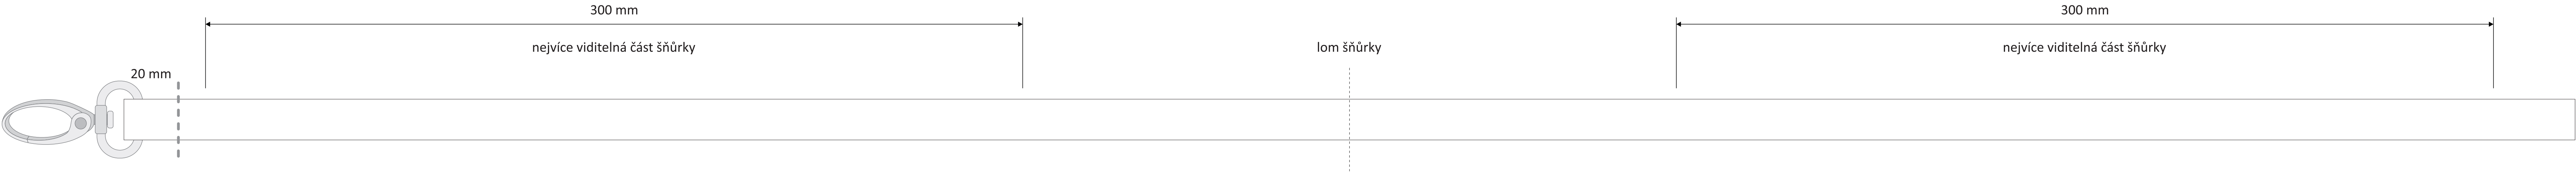 300 mm
nejvíce viditelná část šňůrky
lom šňůrky
300 mm
nejvíce viditelná část šňůrky
20 mm